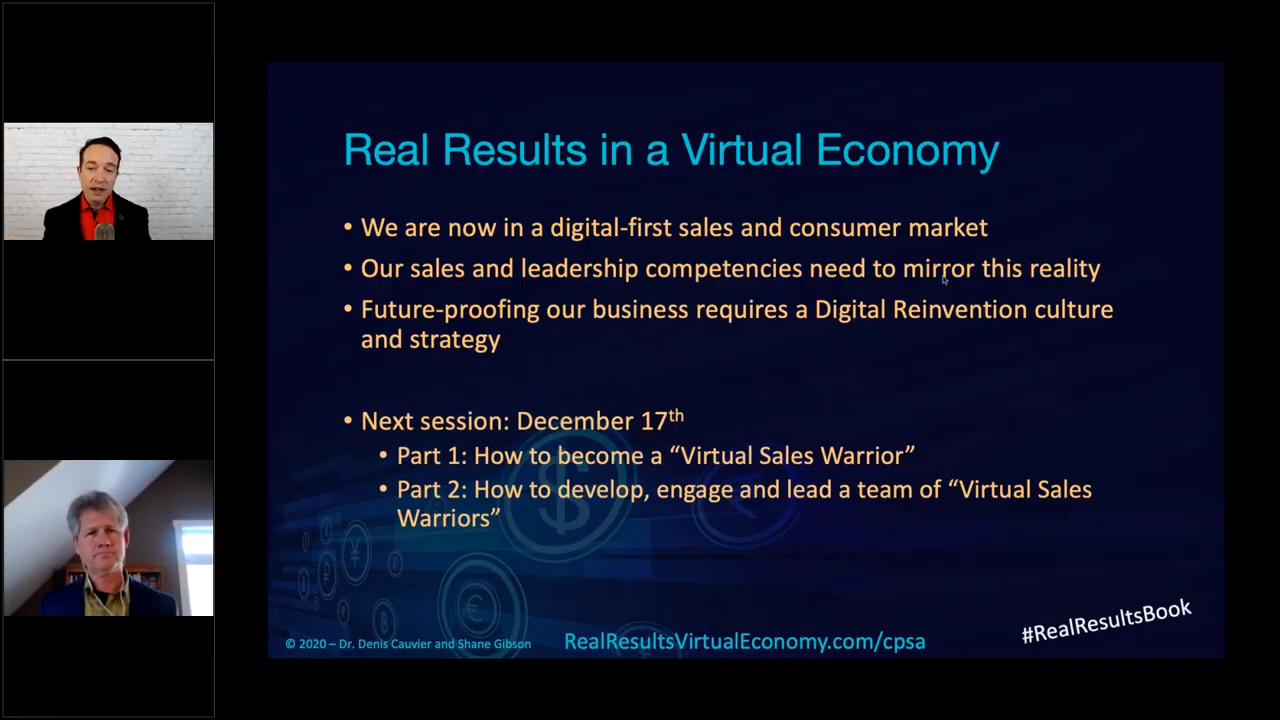 Real Results in a Virtual Economy
• We are now in a digital-first sales and consumer market
• Our sales and leadership competencies need to mirror this reality
• Future-proofing our business requires a Digital Reinvention culture
and strategy
• Next session: December 17th
• Part 1: How to become a “Virtual Sales Warrior”
• Part 2: How to develop, engage and lead a team of “Virtual Sales
Warriors”
© 2020 – Dr. Denis Cauvier and Shane Gibson
RealResultsVirtualEconomy.com/cpsa
#RealResultsBook